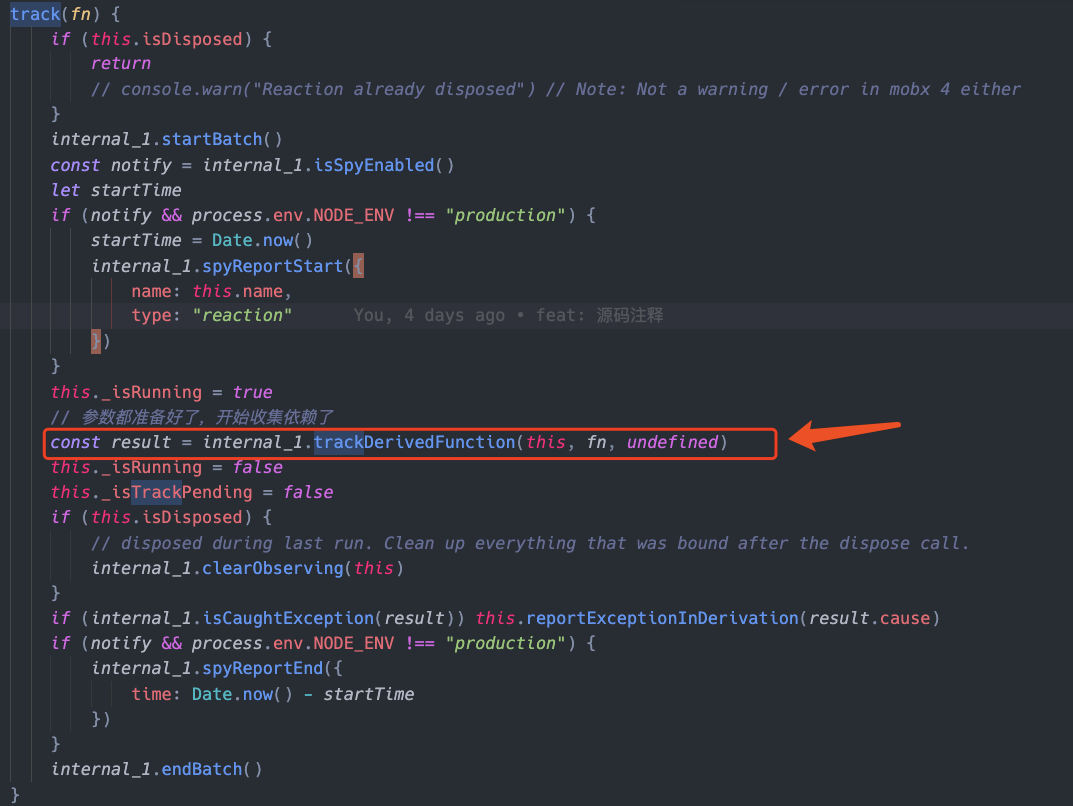 track(fn) {
if (this.isDisposed) {
return
// console.warn("Reaction already disposed") // Note: Not a warning / error in mobx 4 either
}
internal_1.startBatch()
const notify = internal_1.isSpyEnabled()
let startTime
if (notify && process.env.NODE_ENV !== "production") {
startTime = Date.now()
internal_1.spyReportStart({
name: this.name,
type: "reaction" You, 4 days ago • feat: 源码注释
})
}
this._isRunning = true
// 参数都准备好了，开始收集依赖了
const result = internal_1.trackDerivedFunction(this, fn, undefined)
this._isRunning = false
this._isTrackPending = false
if (this.isDisposed) {
// disposed during last run. Clean up everything that was bound after the dispose call.
internal_1.clearObserving(this)
}
if (internal_1.isCaughtException(result)) this.reportExceptionInDerivation(result.cause)
if (notify && process.env.NODE_ENV !== "production") {
internal_1.spyReportEnd({
time: Date.now() - startTime
})
}
internal_1.endBatch()
}